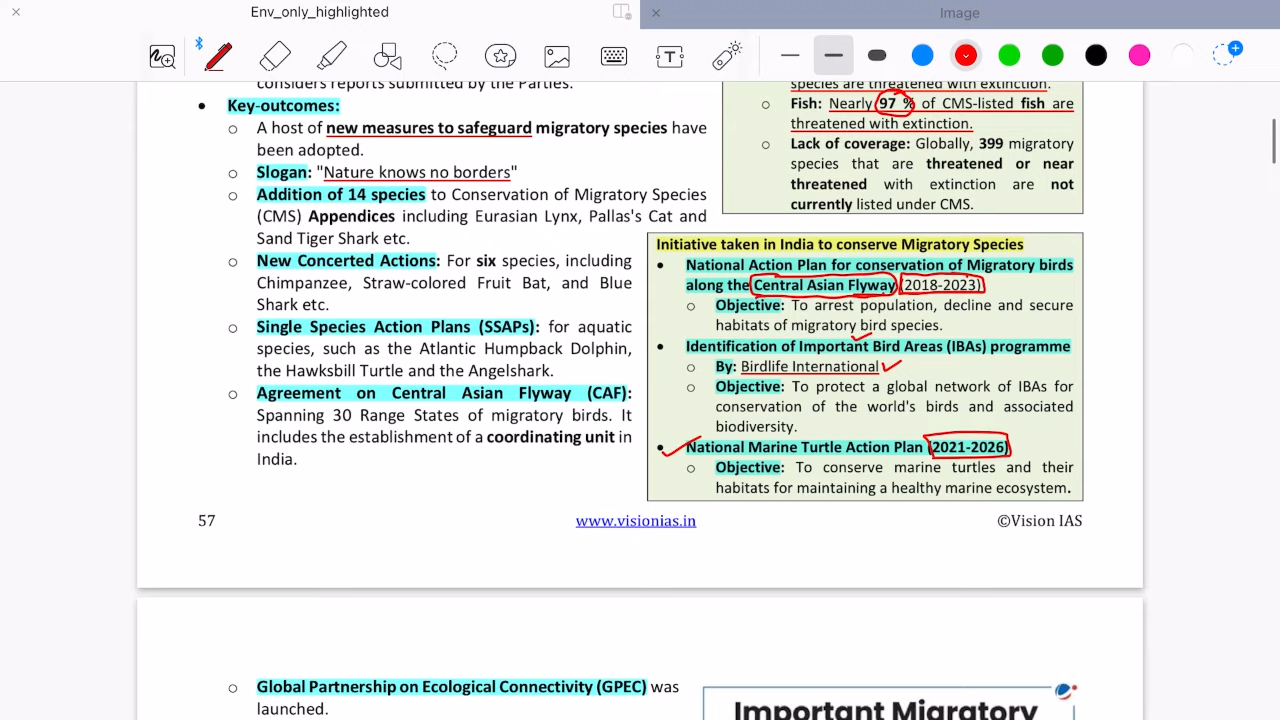 Env_only_highlighted
Image
considers reports submitted by the Parties.
• Key-outcomes:
o A host of new measures to safeguard migratory species have
been adopted.
o Slogan: "Nature knows no borders"
o Addition of 14 species to Conservation of Migratory Species
(CMS) Appendices including Eurasian Lynx, Pallas's Cat and
Sand Tiger Shark etc.
o New Concerted Actions: For six species, including
Chimpanzee, Straw-colored Fruit Bat, and Blue
Shark etc.
o Single Species Action Plans (SSAPs): for aquatic
species, such as the Atlantic Humpback Dolphin,
the Hawksbill Turtle and the Angelshark.
o Agreement on Central Asian Flyway (CAF):
Spanning 30 Range States of migratory birds. It
includes the establishment of a coordinating unit in
India.
species are threatened with extinction.
o Fish: Nearly 97 % of CMS-listed fish are
threatened with extinction.
o Lack of coverage: Globally, 399 migratory
species that are threatened or near
threatened with extinction are not
currently listed under CMS.
Initiative taken in India to conserve Migratory Species
• National Action Plan for conservation of Migratory birds
along the Central Asian Flyway (2018-2023)
o Objective: To arrest population, decline and secure
habitats of migratory bird species.
• Identification of Important Bird Areas (IBAs) programme
o By: Birdlife International
o Objective: To protect a global network of IBAs for
conservation of the world's birds and associated
biodiversity.
• National Marine Turtle Action Plan (2021-2026)
o Objective: To conserve marine turtles and their
habitats for maintaining a healthy marine ecosystem.
57 www.visionias.in ©Vision IAS
o Global Partnership on Ecological Connectivity (GPEC) was
launched.
Important Migratory